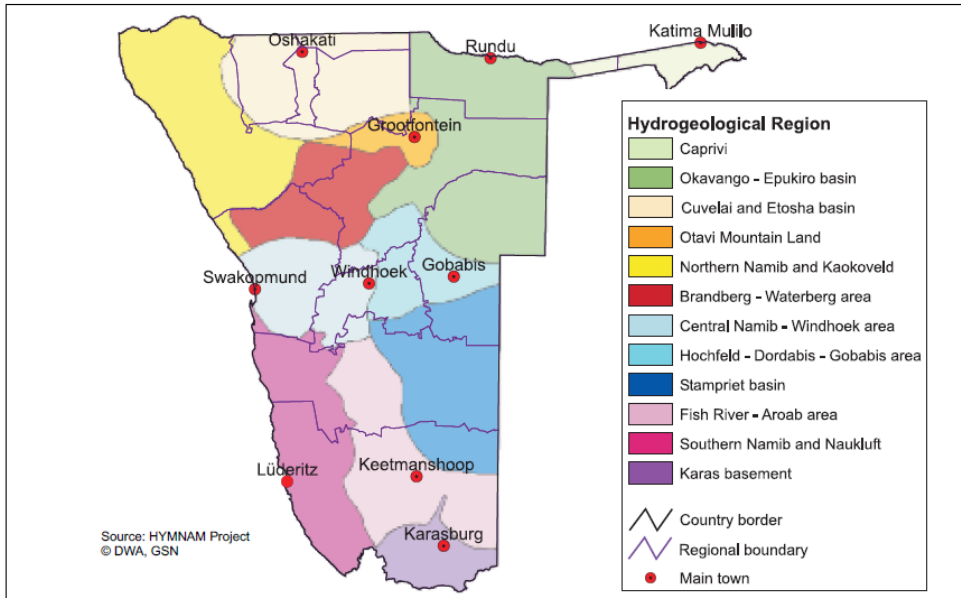 Oshakati
Rundu
Katima Mulilo
Grootfontein
Swakopmund
Windhoek
Gobabis
Lüderitz
Keetmanshoop
Karasburg
Source: HYMNAM Project
© DWA, GSN
Hydrogeological Region
Caprivi
Okavango - Epukiro basin
Cuvelai and Etosha basin
Otavi Mountain Land
Northern Namib and Kaokoveld
Brandberg - Waterberg area
Central Namib - Windhoek area
Hochfeld - Dordabis - Gobabis area
Stampriet basin
Fish River - Aroab area
Southern Namib and Naukluft
Karas basement
Country border
Regional boundary
Main town